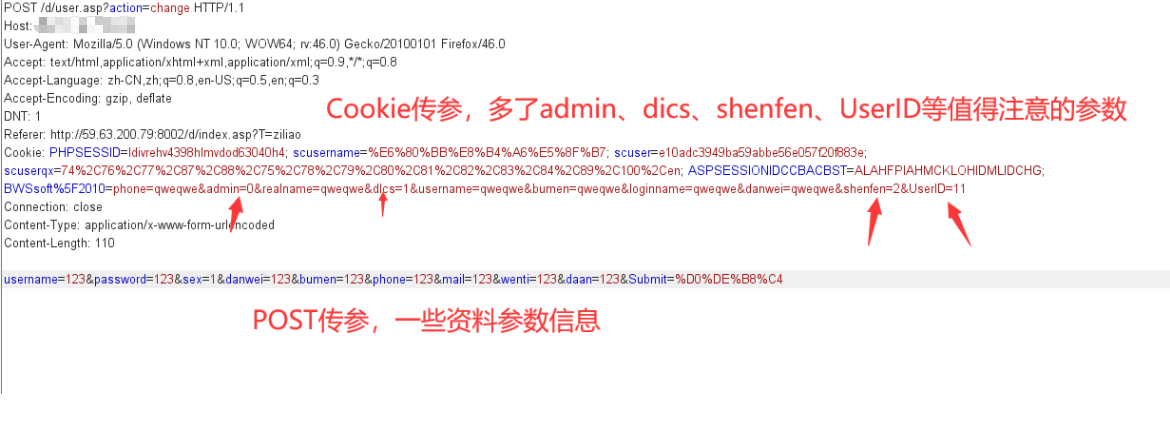 POST /d/user.asp?action=change HTTP/1.1
Host:
User-Agent: Mozilla/5.0 (Windows NT 10.0; WOW64; rv:46.0) Gecko/20100101 Firefox/46.0
Accept: text/html,application/xhtml+xml,application/xml;q=0.9,*/*;q=0.8
Accept-Language: zh-CN,zh;q=0.8,en-US;q=0.5,en;q=0.3
Accept-Encoding: gzip, deflate
Cookie传参，多了admin、dics、shenfen、UserID等值得注意的参数
DNT: 1
Referer: http://59.63.200.79:8002/d/index.asp?T=ziliao
Cookie: PHPSESSID=ldivrehv4398hlmvdod63040h4; scusername=%E6%80%BB%E8%B4%A6%E5%8F%B7; scuser=e10adc3949ba59abbe56e057f20f883e;
scuserqx=74%2C76%2C77%2C87%2C88%2C75%2C78%2C79%2C80%2C81%2C82%2C83%2C84%2C89%2C100%2Cen; ASPSESSIONIDCCBACBST=ALAHFPIAHMCKLOHIDMLIDCHG;
BWSsoft%5F2010=phone=qweqwe&admin=0&realname=qweqwe&dlcs=1&username=qweqwe&bumen=qweqwe&loginname=qweqwe&danwei=qweqwe&shenfen=2&UserID=11
Connection: close
Content-Type: application/x-www-form-urlencoded
Content-Length: 110
username=123&password=123&sex=1&danwei=123&bumen=123&phone=123&mail=123&wenti=123&daan=123&Submit=%D0%DE%B8%C4
POST传参，一些资料参数信息